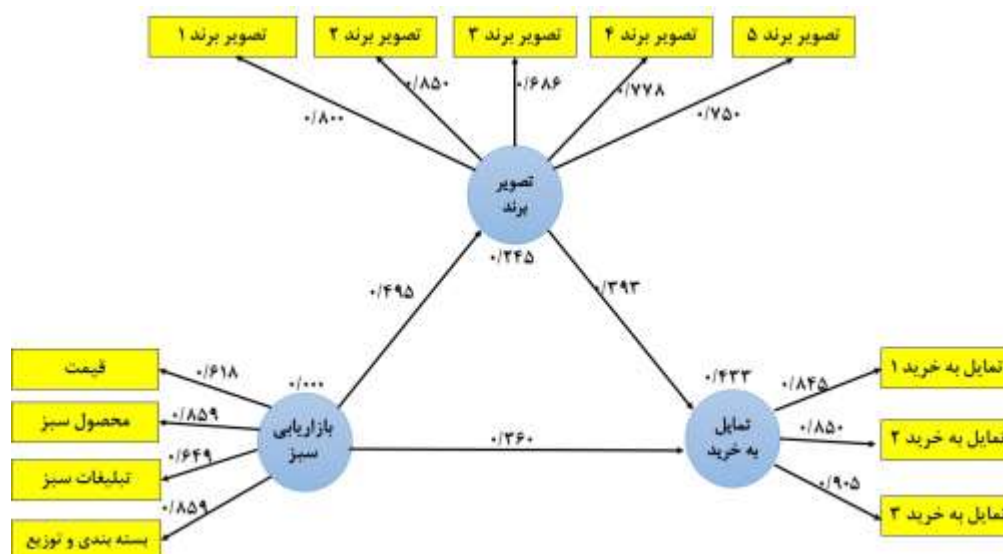 تصویر برند ۱
تصویر برند ۲
تصویر برند ۳
تصویر برند ۴
تصویر برند ۵
۰/۸۰۰
۰/۸۵۰
۰/۶۸۶
۰/۷۷۸
۰/۷۵۰
تصویر
برند
۰/۲۴۵
۰/۴۹۵
۰/۳۹۳
قیمت
۰/۶۱۸
محصول سبز
۰/۸۵۹
تبلیغات سبز
۰/۶۴۹
بسته بندی و توزیع
۰/۸۵۹
۰/۰۰۰
بازاریابی
سبز
۰/۳۶۰
۰/۴۳۳
تمایل
به خرید
۰/۸۴۵
تمایل به خرید ۱
۰/۸۵۰
تمایل به خرید ۲
۰/۹۰۵
تمایل به خرید ۳